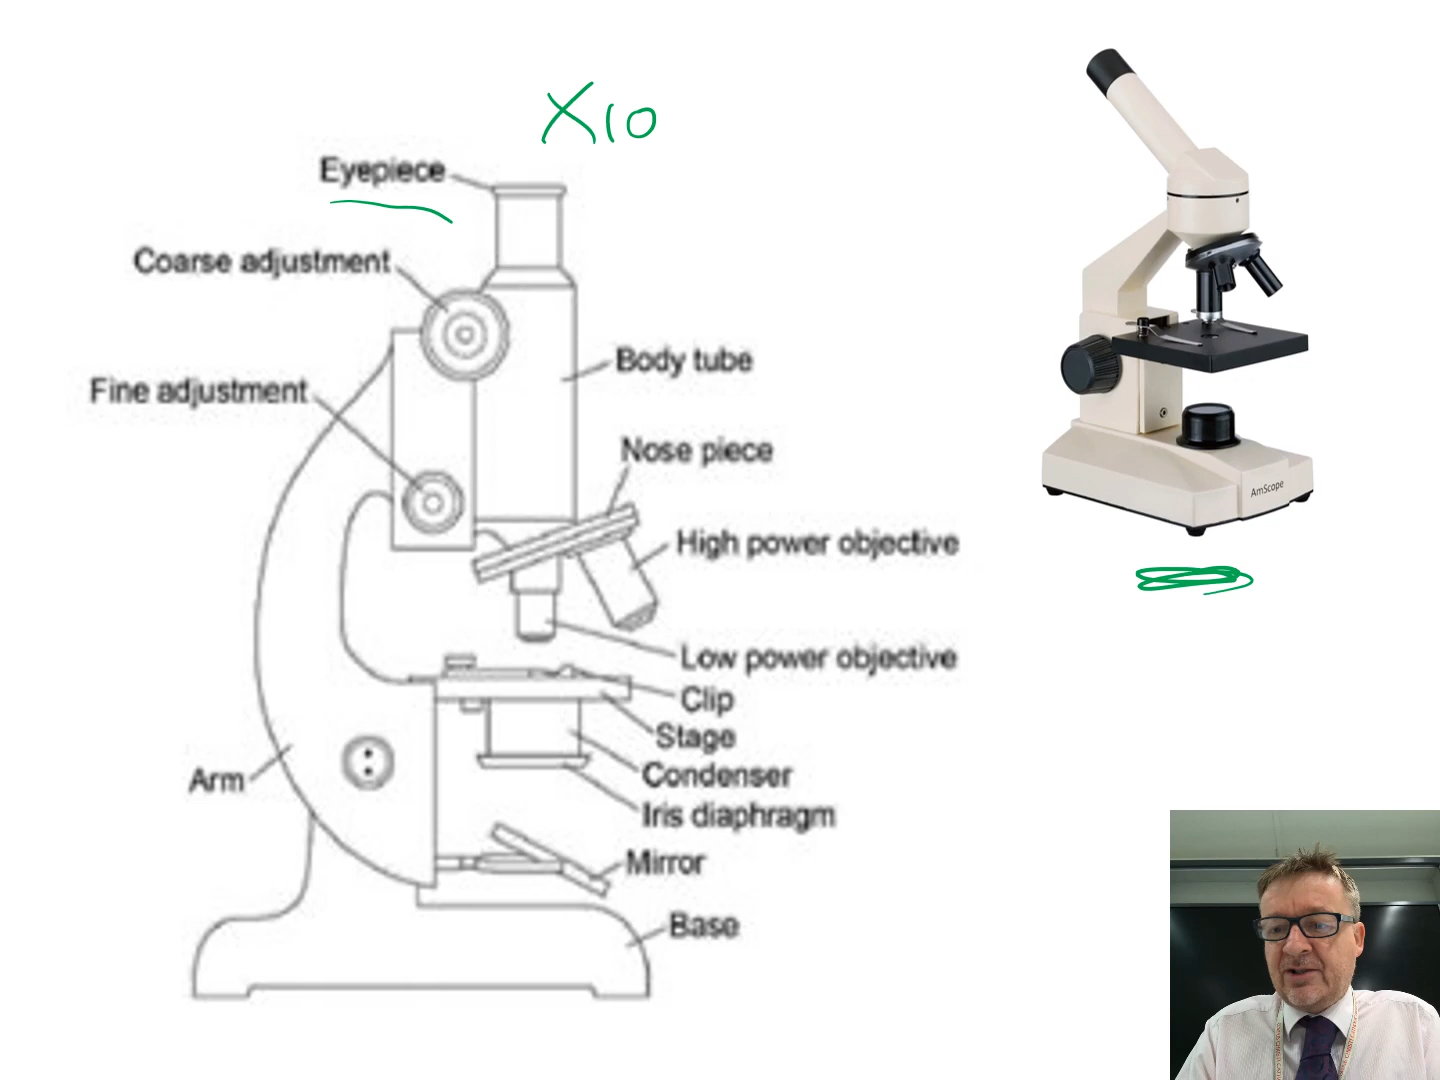 X10
Eyepiece
Coarse adjustment
Body tube
Fine adjustment
Nose piece
High power objective
Low power objective
Clip
Stage
Condenser
Arm
Iris diaphragm
Mirror
Base
AmScope